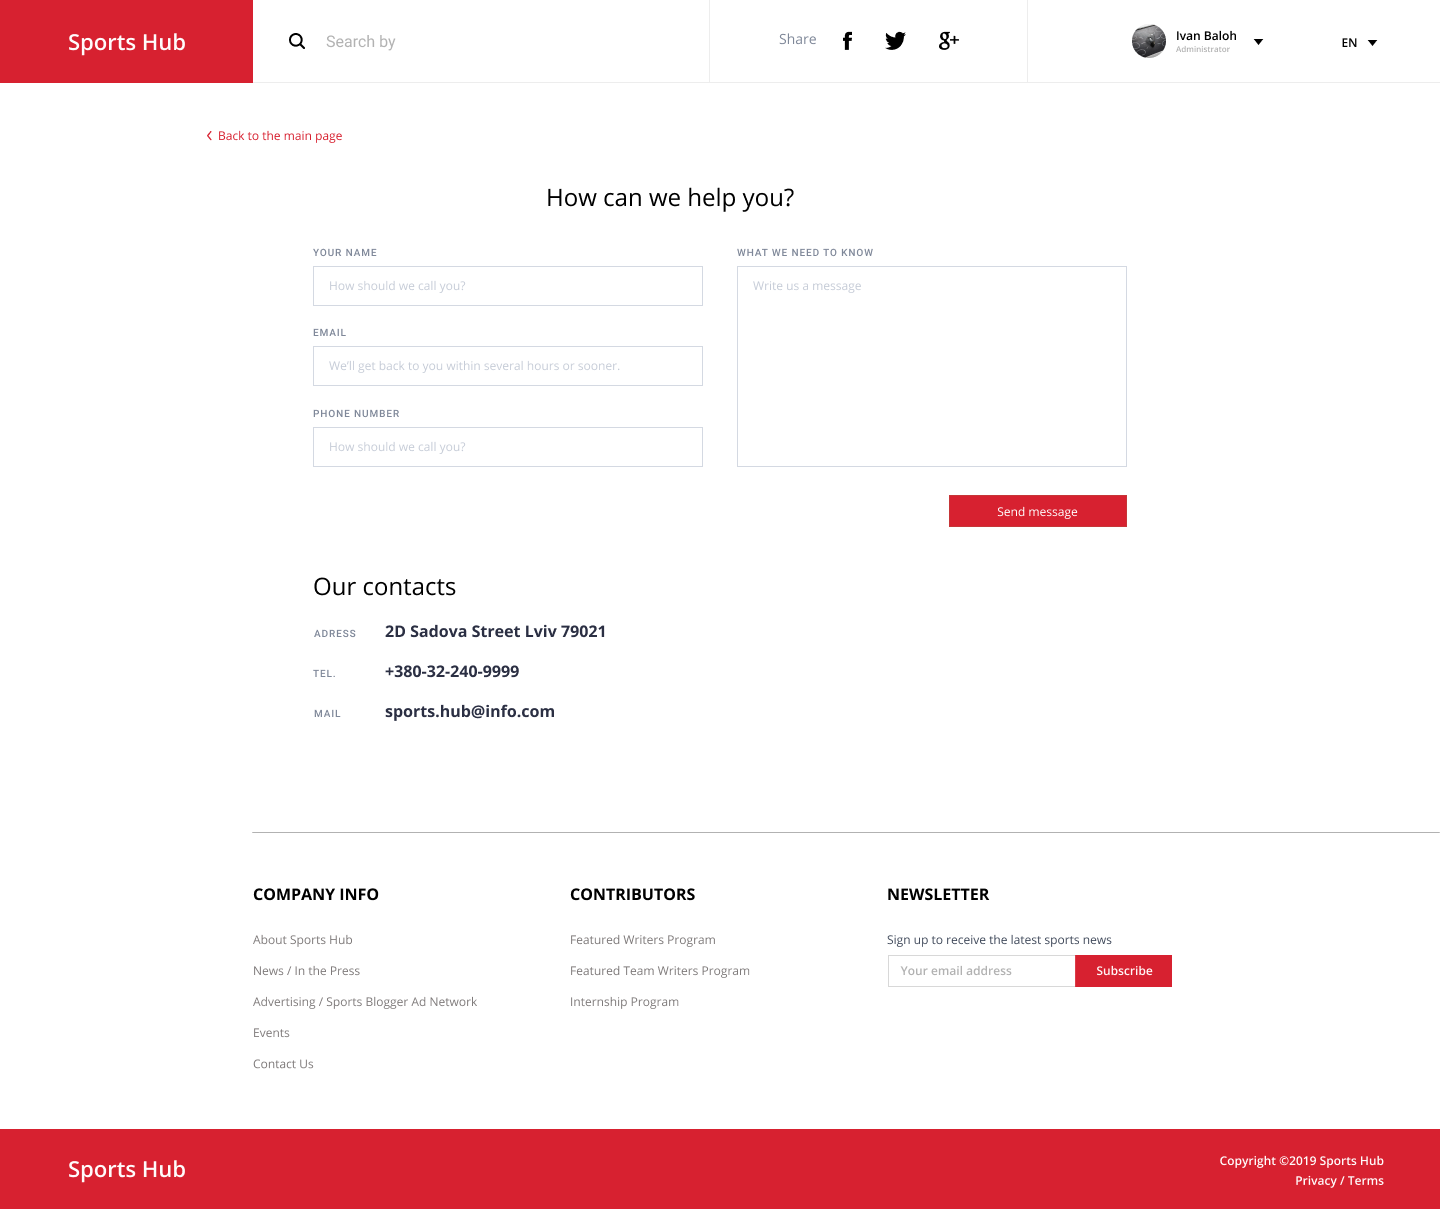 Sports Hub
Search by
Share
Ivan Baloh
Administrator
EN
Back to the main page
How can we help you?
YOUR NAME
How should we call you?
EMAIL
We'll get back to you within several hours or sooner.
PHONE NUMBER
How should we call you?
WHAT WE NEED TO KNOW
Write us a message
Send message
Our contacts
ADRESS 2D Sadova Street Lviv 79021
TEL. +380-32-240-9999
MAIL sports.hub@info.com
COMPANY INFO
About Sports Hub
News / In the Press
Advertising / Sports Blogger Ad Network
Events
Contact Us
CONTRIBUTORS
Featured Writers Program
Featured Team Writers Program
Internship Program
NEWSLETTER
Sign up to receive the latest sports news
Your email address
Subscribe
Sports Hub
Copyright ©2019 Sports Hub
Privacy / Terms